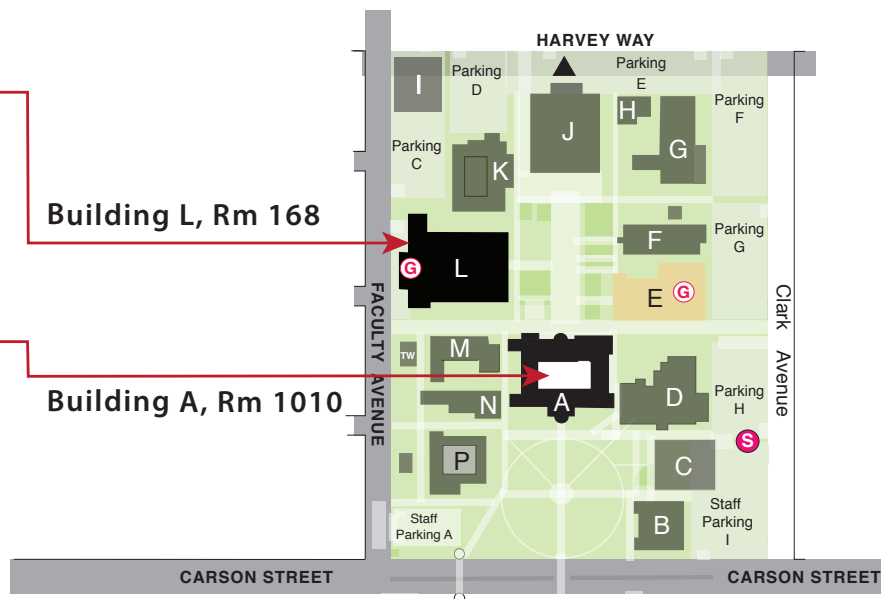 HARVEY WAY
I
Parking
D
Parking
E
Parking
F
H
J
G
Parking
C
K
Building L, Rm 168
F
Parking
G
G
L
E
G
FACULTY AVENUE
Clark Avenue
TW
M
Building A, Rm 1010
N
A
D
Parking
H
S
P
C
Staff
Parking A
B
Staff
Parking
I
CARSON STREET
CARSON STREET